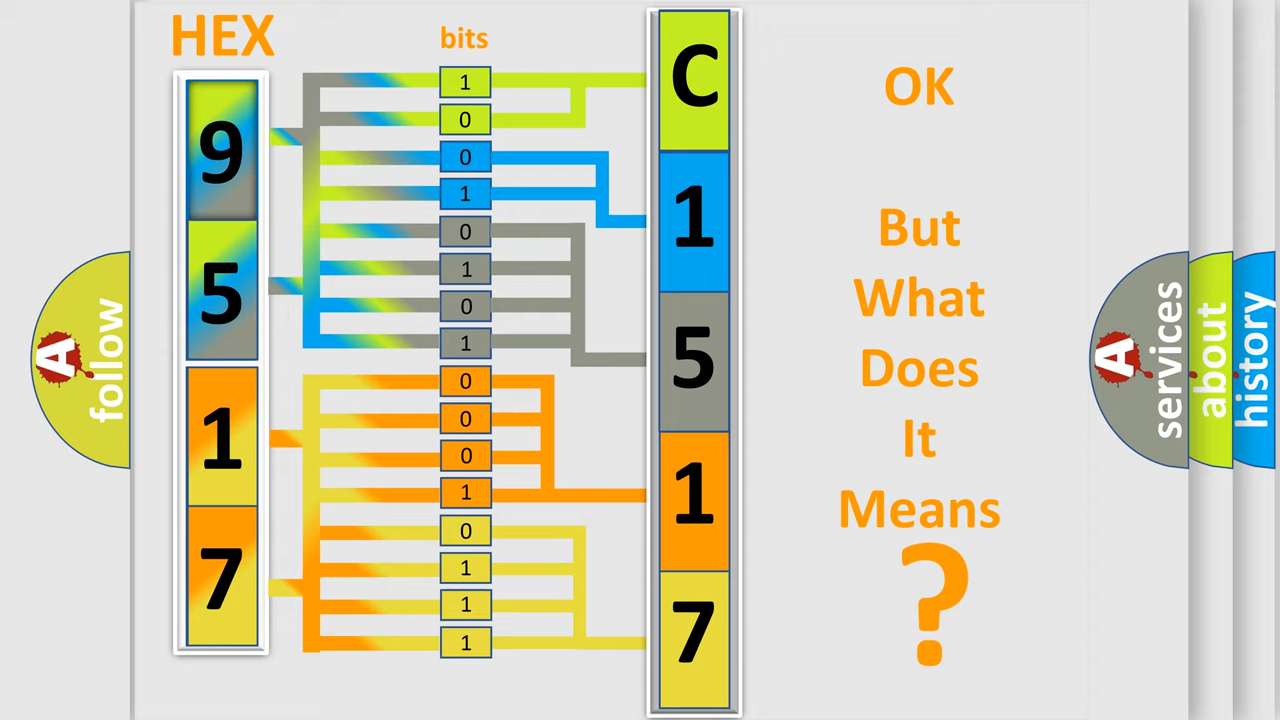 HEX
bits
9
5
1
7
1
0
0
1
0
1
0
1
0
0
0
1
0
1
1
1
C
1
5
1
7
OK
But
What
Does
It
Means
?
A
follow
A
services
about
history